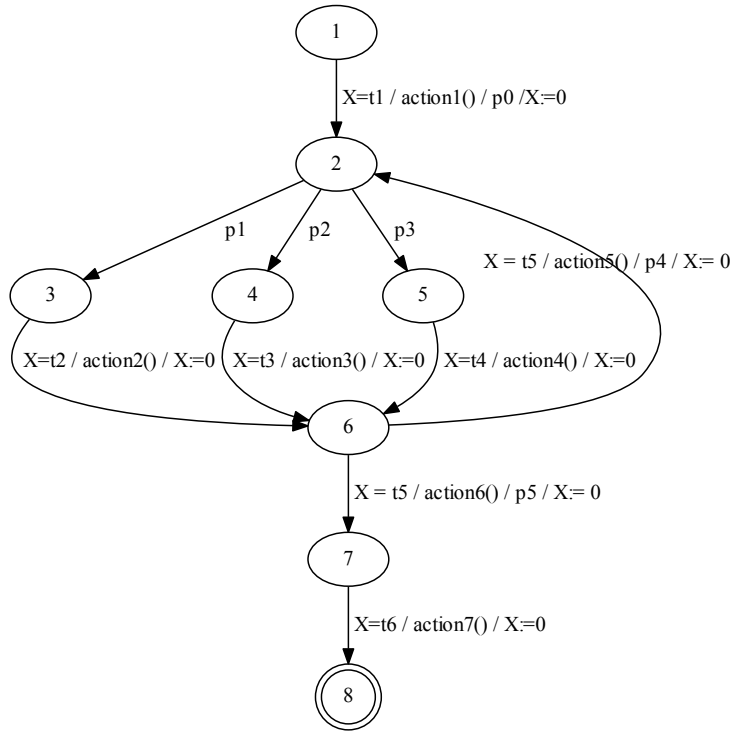 1
X=t1 / action1() / p0 /X:=0
2
p1
p2
p3
X = t5 / action5() / p4 / X:= 0
3
4
5
X=t2 / action2() / X:=0
X=t3 / action3() / X:=0
X=t4 / action4() / X:=0
6
X = t5 / action6() / p5 / X:= 0
7
X=t6 / action7() / X:=0
8